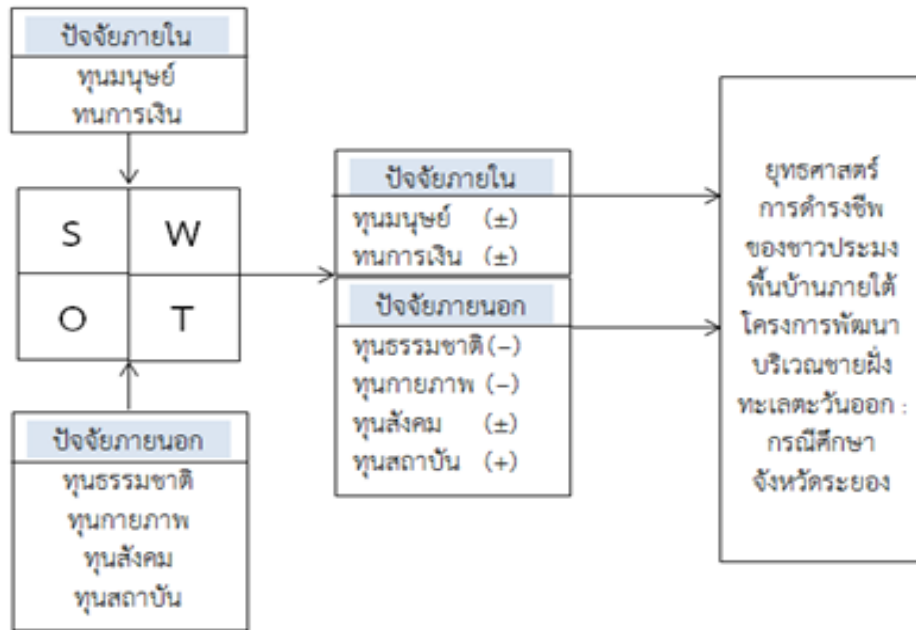 ปัจจัยภายใน
ทุนมนุษย์
ทนการเงิน
S W
O T
ปัจจัยภายนอก
ทุนธรรมชาติ
ทุนกายภาพ
ทุนสังคม
ทุนสถาบัน
ปัจจัยภายใน
ทุนมนุษย์ (±)
ทนการเงิน (±)
ปัจจัยภายนอก
ทุนธรรมชาติ (−)
ทุนกายภาพ (−)
ทุนสังคม (±)
ทุนสถาบัน (+)
ยุทธศาสตร์
การดำรงชีพ
ของชาวประมง
พื้นบ้านภายใต้
โครงการพัฒนา
บริเวณชายฝั่ง
ทะเลตะวันออก :
กรณีศึกษา
จังหวัดระยอง